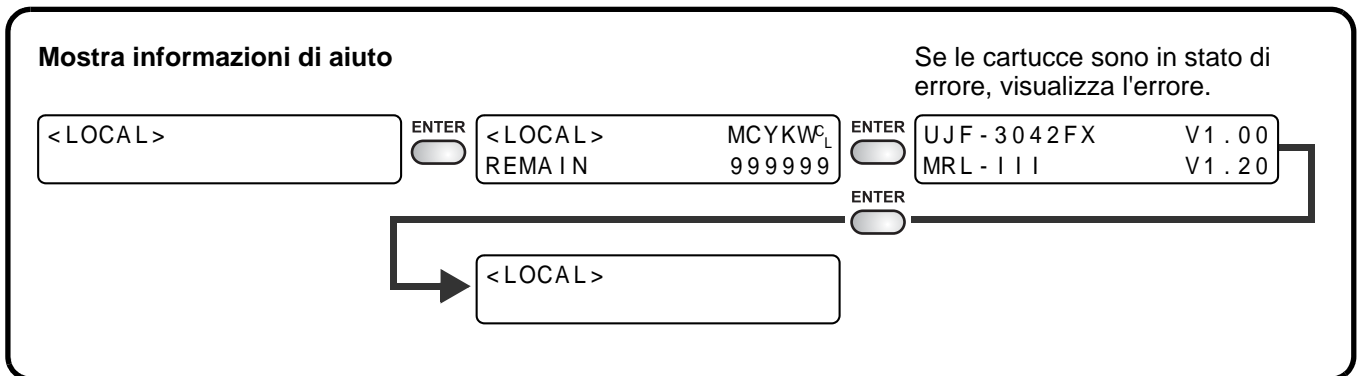 Mostra informazioni di aiuto
Se le cartucce sono in stato di
errore, visualizza l'errore.
<LOCAL>
ENTER
<LOCAL> MCYKWCL
REMAIN 999999
ENTER
UJF-3042FX V1.00
MRL-III V1.20
ENTER
<LOCAL>